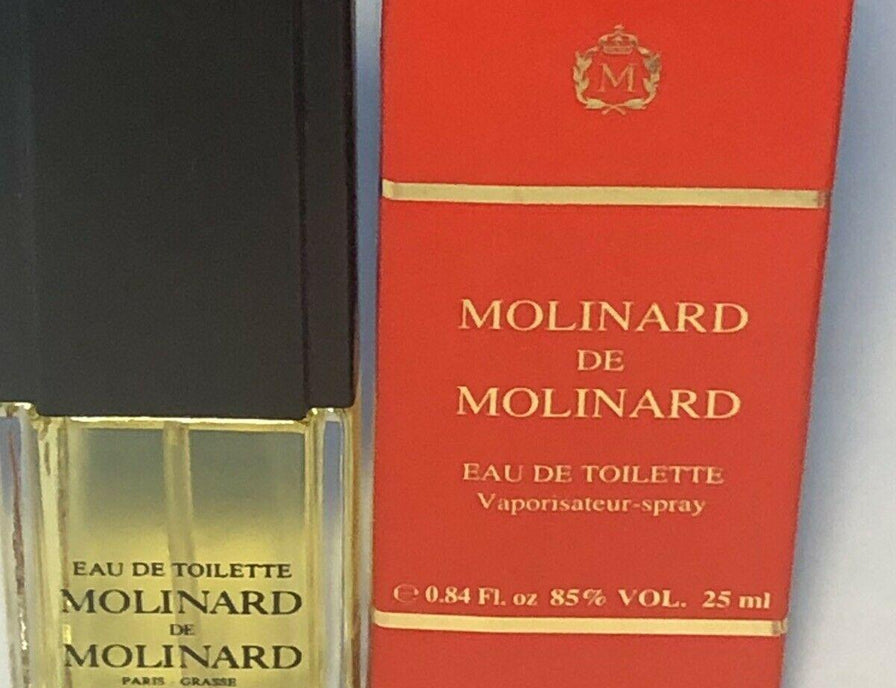 M
MOLINARD
DE
MOLINARD
EAU DE TOILETTE
Vaporisateur-spray
℮ 0.84 Fl. oz 85% VOL. 25 ml
EAU DE TOILETTE
MOLINARD
DE
MOLINARD
PARIS - GRASSE